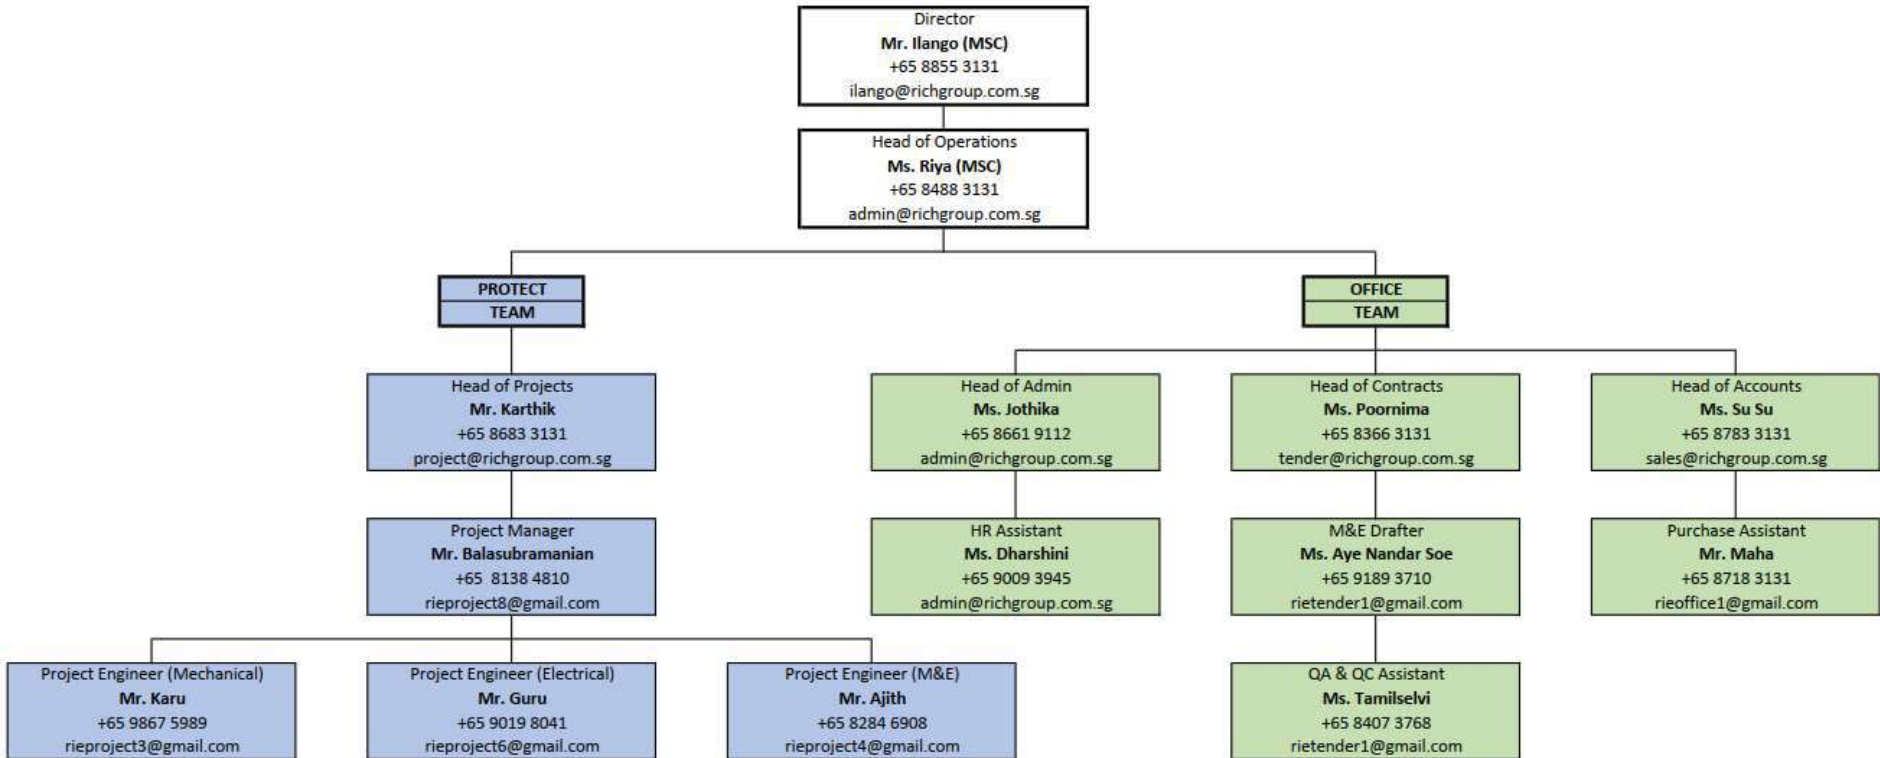 Director
Mr. Ilango (MSC)
+65 8855 3131
ilango@richgroup.com.sg
Head of Operations
Ms. Riya (MSC)
+65 8488 3131
admin@richgroup.com.sg
PROTECT
TEAM
OFFICE
TEAM
Head of Projects
Mr. Karthik
+65 8683 3131
project@richgroup.com.sg
Head of Admin
Ms. Jothika
+65 8661 9112
admin@richgroup.com.sg
Head of Contracts
Ms. Poornima
+65 8366 3131
tender@richgroup.com.sg
Head of Accounts
Ms. Su Su
+65 8783 3131
sales@richgroup.com.sg
Project Manager
Mr. Balasubramanian
+65  8138 4810
rieproject8@gmail.com
HR Assistant
Ms. Dharshini
+65 9009 3945
admin@richgroup.com.sg
M&E Drafter
Ms. Aye Nandar Soe
+65 9189 3710
rietender1@gmail.com
Purchase Assistant
Mr. Maha
+65 8718 3131
rieoffice1@gmail.com
Project Engineer (Mechanical)
Mr. Karu
+65 9867 5989
rieproject3@gmail.com
Project Engineer (Electrical)
Mr. Guru
+65 9019 8041
rieproject6@gmail.com
Project Engineer (M&E)
Mr. Ajith
+65 8284 6908
rieproject4@gmail.com
QA & QC Assistant
Ms. Tamilselvi
+65 8407 3768
rietender1@gmail.com